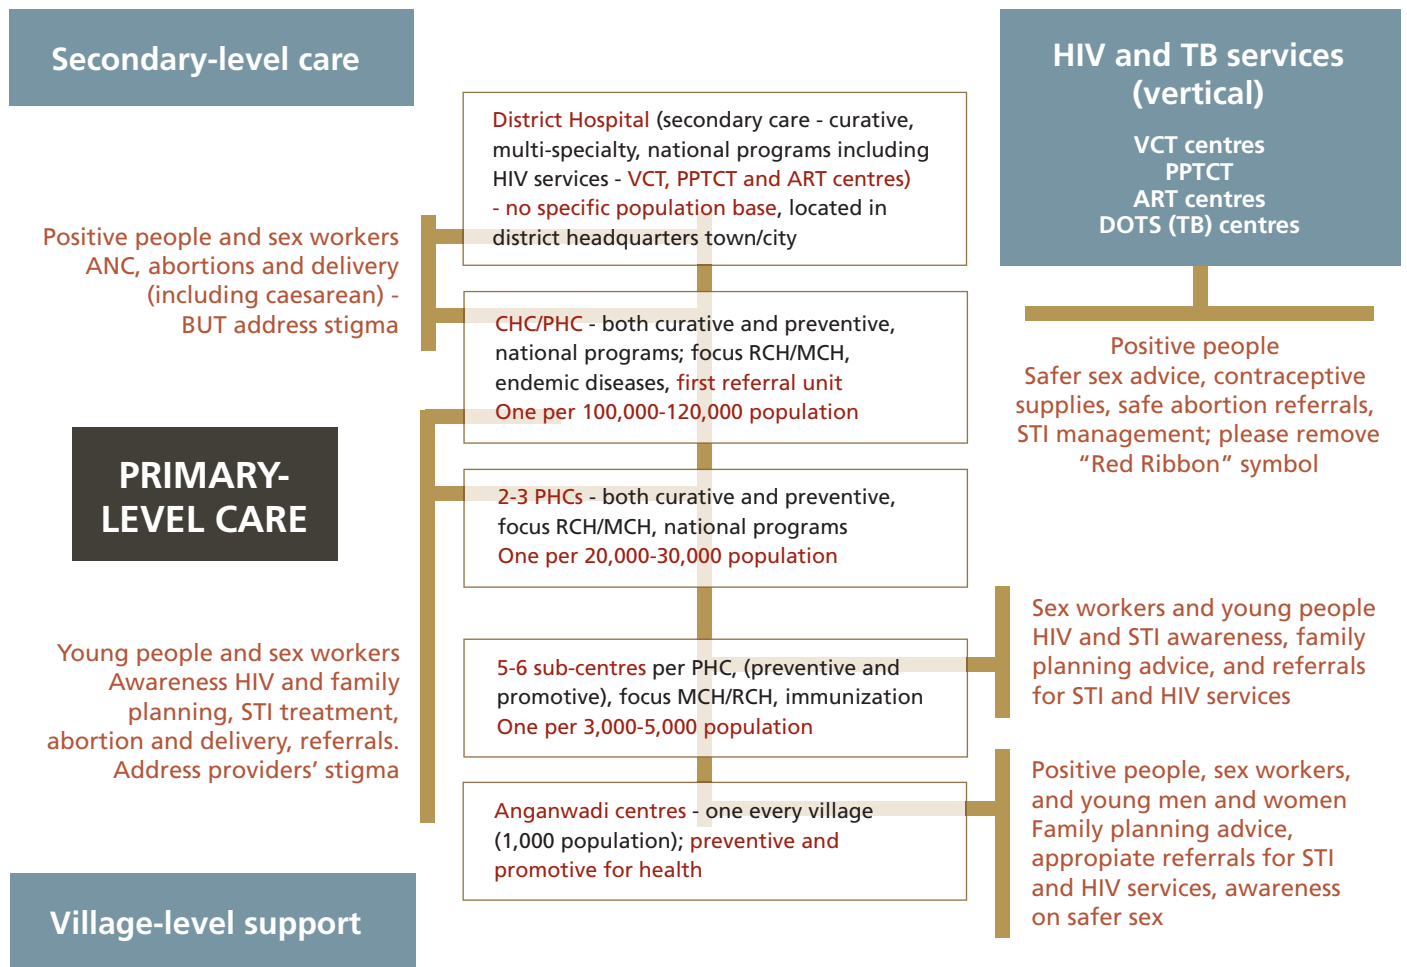 Secondary-level care
HIV and TB services
(vertical)
VCT centres
PPTCT
ART centres
DOTS (TB) centres
District Hospital (secondary care - curative,
multi-specialty, national programs including
HIV services - VCT, PPTCT and ART centres)
- no specific population base, located in
district headquarters town/city
Positive people and sex workers
ANC, abortions and delivery
(including caesarean) -
BUT address stigma
CHC/PHC - both curative and preventive,
national programs; focus RCH/MCH,
endemic diseases, first referral unit
One per 100,000-120,000 population
Positive people
Safer sex advice, contraceptive
supplies, safe abortion referrals,
STI management; please remove
“Red Ribbon” symbol
PRIMARY-
LEVEL CARE
2-3 PHCs - both curative and preventive,
focus RCH/MCH, national programs
One per 20,000-30,000 population
Young people and sex workers
Awareness HIV and family
planning, STI treatment,
abortion and delivery, referrals.
Address providers’ stigma
5-6 sub-centres per PHC, (preventive and
promotive), focus MCH/RCH, immunization
One per 3,000-5,000 population
Sex workers and young people
HIV and STI awareness, family
planning advice, and referrals
for STI and HIV services
Anganwadi centres - one every village
(1,000 population); preventive and
promotive for health
Positive people, sex workers,
and young men and women
Family planning advice,
appropiate referrals for STI
and HIV services, awareness
on safer sex
Village-level support